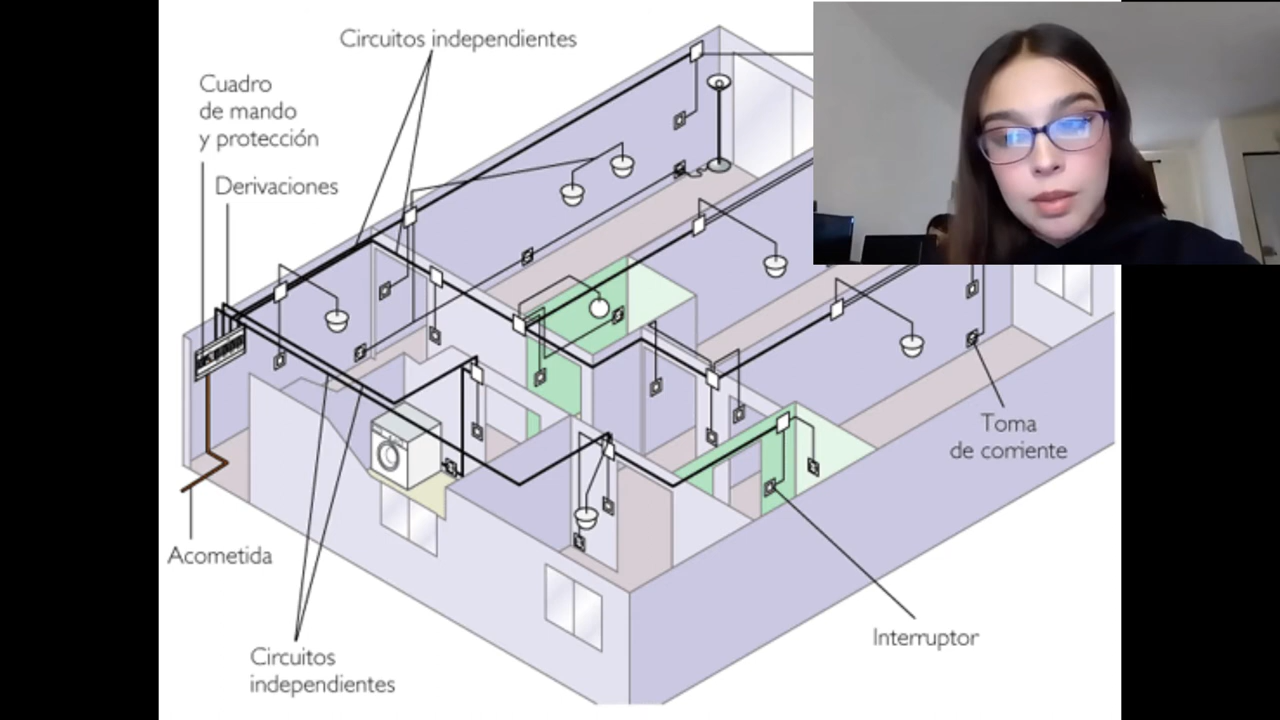 Circuitos independientes
Cuadro
de mando
y protección
Derivaciones
Toma
de corriente
Acometida
Interruptor
Circuitos
independientes